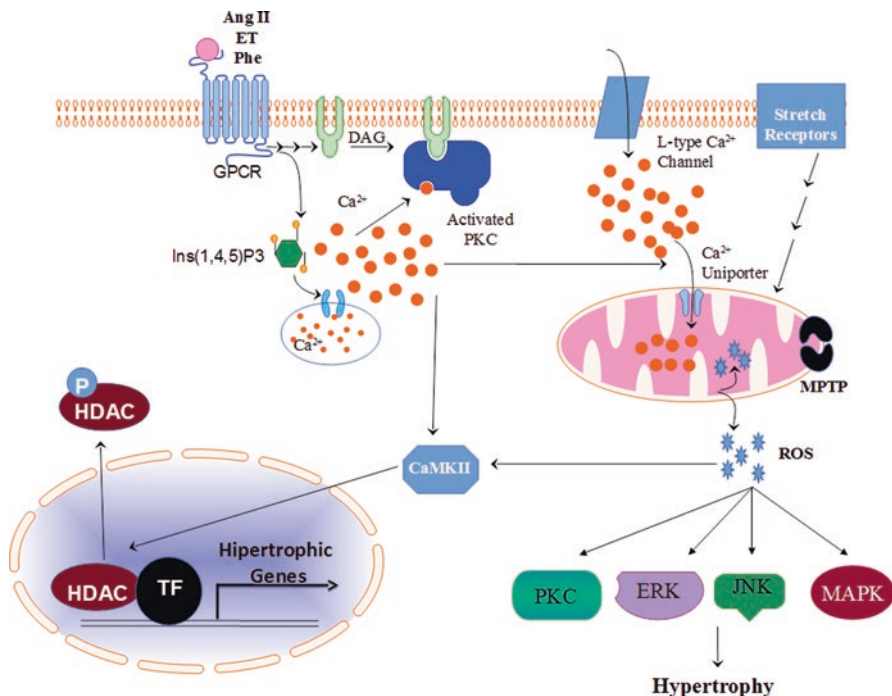 Ang II
ET
Phe
GPCR
DAG
Ca²⁺
Activated
PKC
Ins(1,4,5)P3
Ca²⁺
L-type Ca²⁺
Channel
Stretch
Receptors
Ca²⁺
Uniporter
MPTP
P
HDAC
CaMKII
ROS
Hipertrophic
Genes
HDAC
TF
PKC
ERK
JNK
MAPK
Hypertrophy